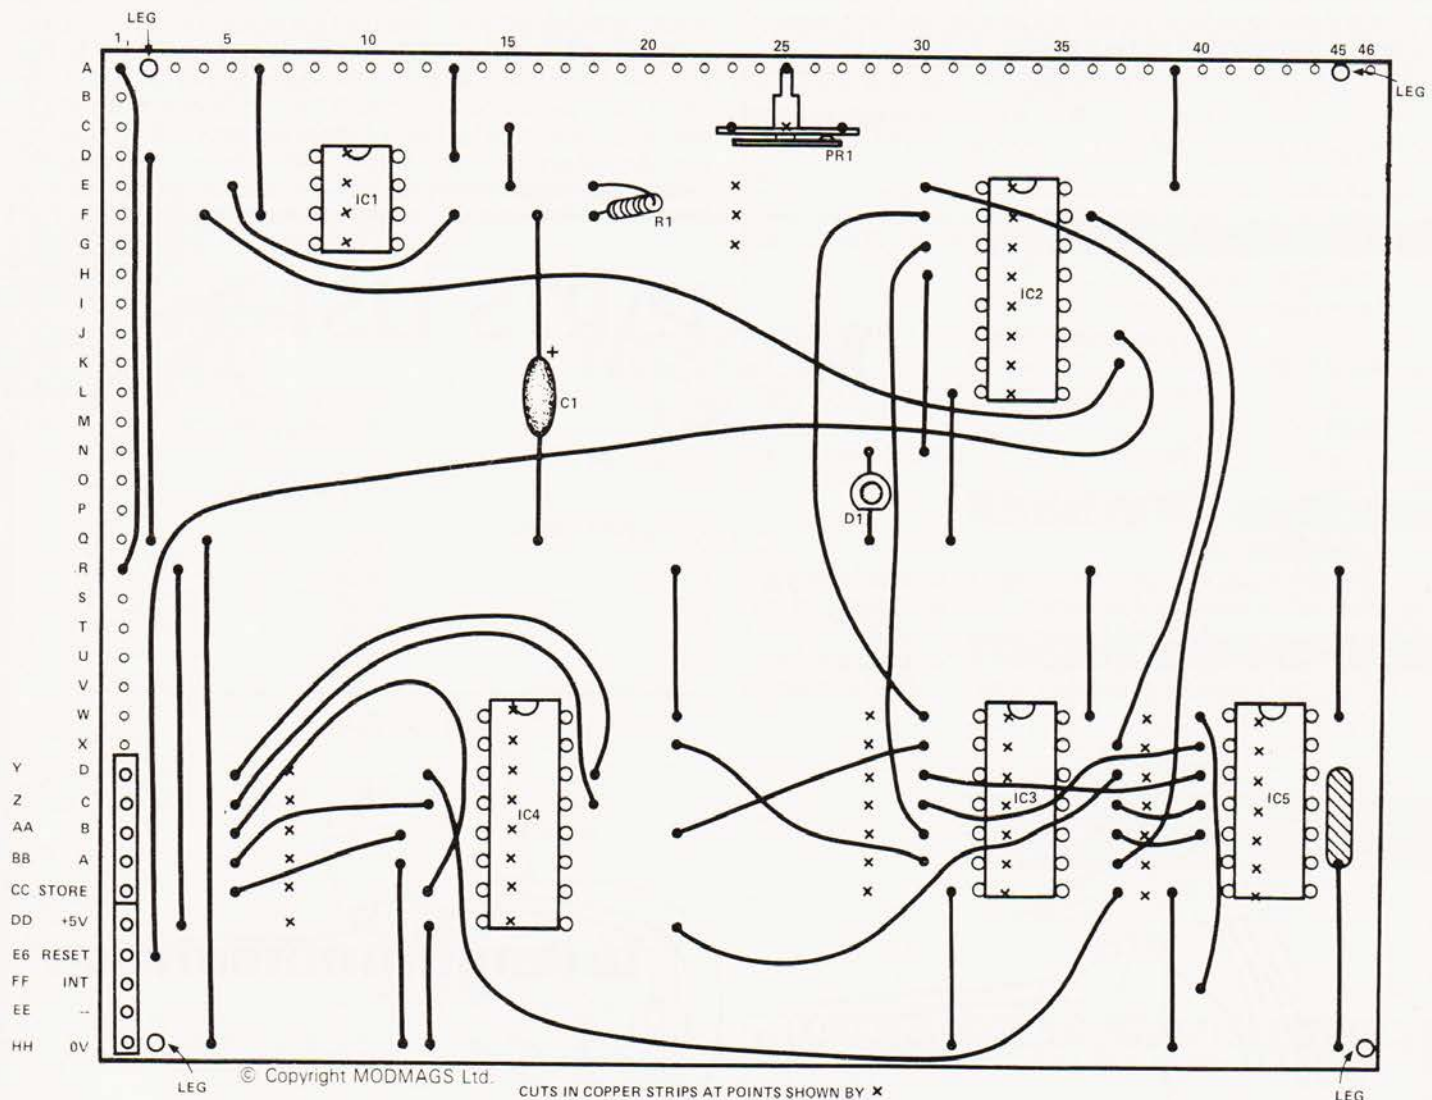 LEG
1 5 10 15 20 25 30 35 40 45 46
A
LEG
B
C
PR1
D
E
IC1
F
R1
G
H
I
IC2
J
K
+
L
C1
M
N
O
P
D1
Q
R
S
T
U
V
W
X
Y D
Z C
IC4
IC3
IC5
AA B
BB A
CC STORE
DD +5V
E6 RESET
FF INT
EE --
HH 0V
LEG
© Copyright MODMAGS Ltd.
CUTS IN COPPER STRIPS AT POINTS SHOWN BY x
LEG